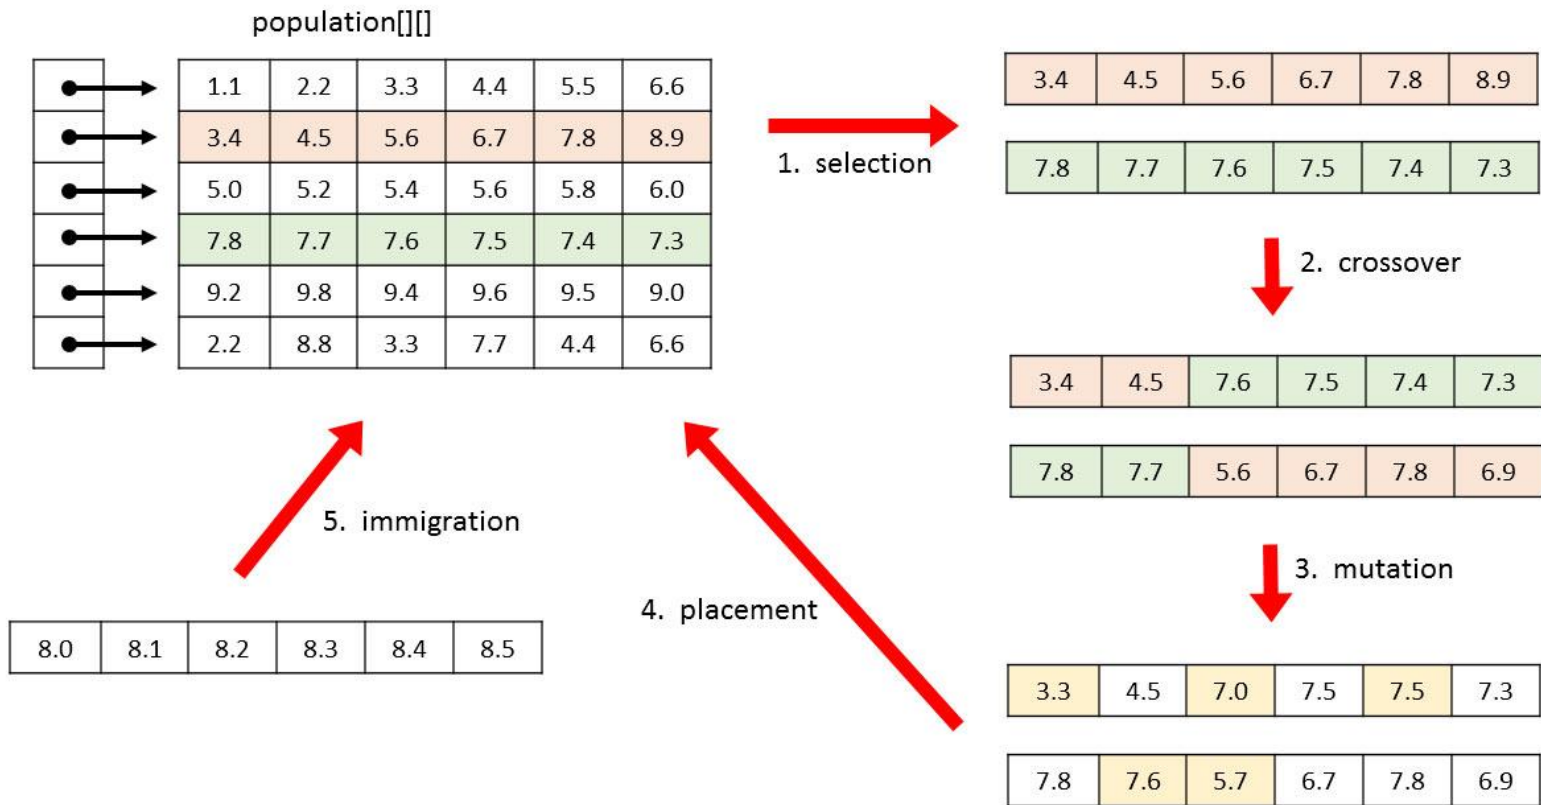 population[][]
1.1 2.2 3.3 4.4 5.5 6.6
3.4 4.5 5.6 6.7 7.8 8.9
5.0 5.2 5.4 5.6 5.8 6.0
7.8 7.7 7.6 7.5 7.4 7.3
9.2 9.8 9.4 9.6 9.5 9.0
2.2 8.8 3.3 7.7 4.4 6.6
1. selection
3.4 4.5 5.6 6.7 7.8 8.9
7.8 7.7 7.6 7.5 7.4 7.3
2. crossover
3.4 4.5 7.6 7.5 7.4 7.3
7.8 7.7 5.6 6.7 7.8 6.9
3. mutation
3.3 4.5 7.0 7.5 7.5 7.3
7.8 7.6 5.7 6.7 7.8 6.9
4. placement
5. immigration
8.0 8.1 8.2 8.3 8.4 8.5